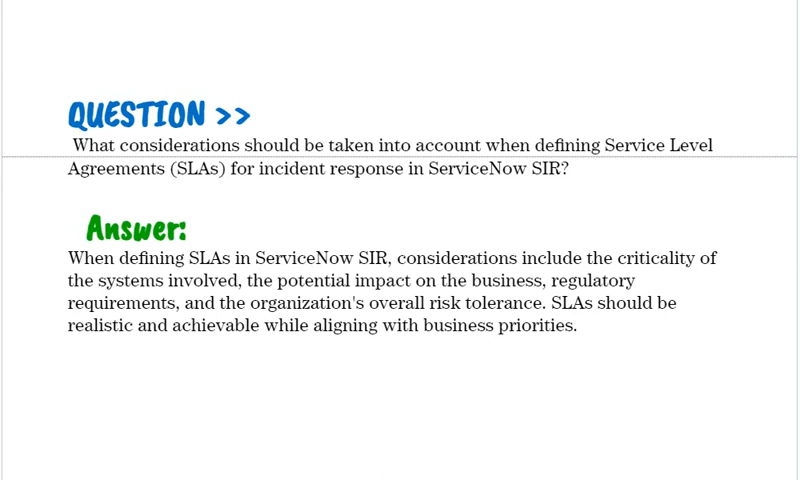 QUESTION >>
What considerations should be taken into account when defining Service Level
Agreements (SLAs) for incident response in ServiceNow SIR?
Answer:
When defining SLAs in ServiceNow SIR, considerations include the criticality of
the systems involved, the potential impact on the business, regulatory
requirements, and the organization's overall risk tolerance. SLAs should be
realistic and achievable while aligning with business priorities.